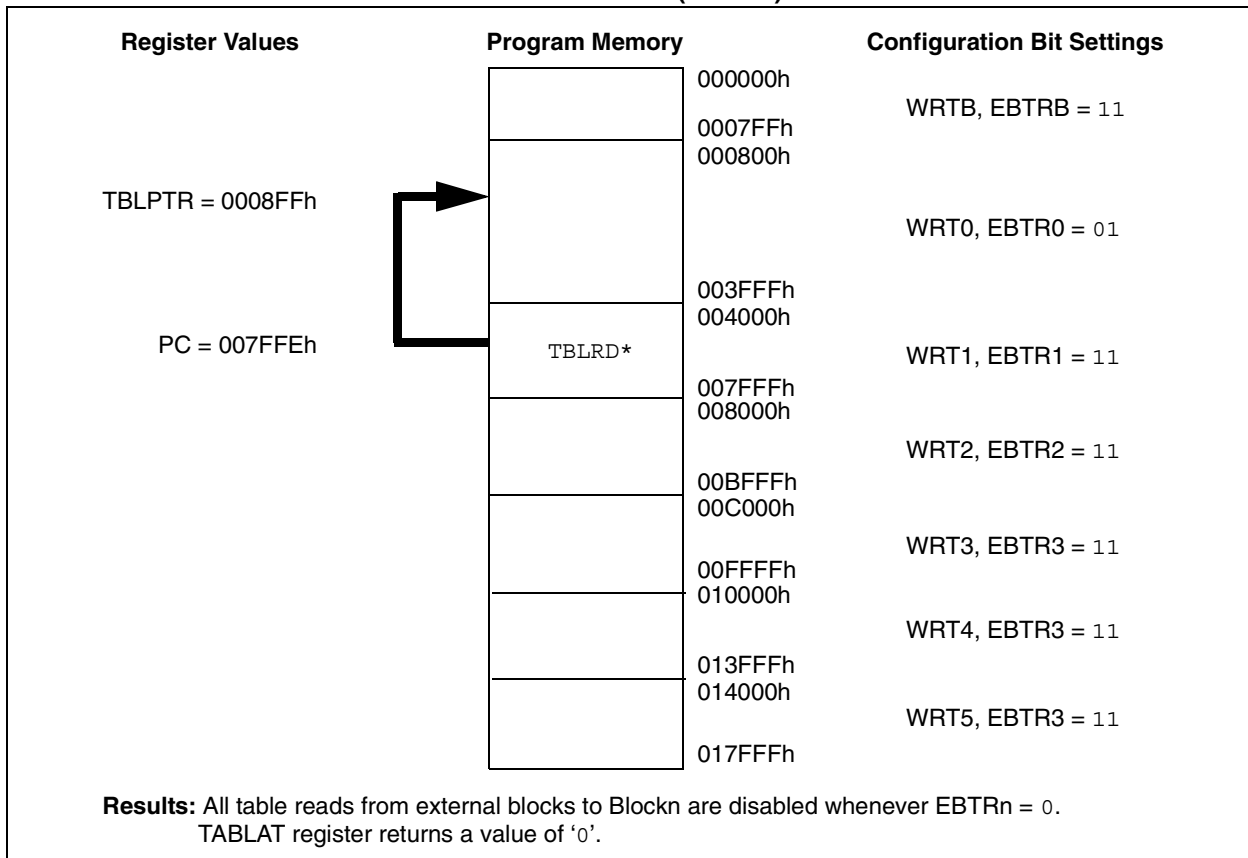 Register Values Program Memory Configuration Bit Settings
000000h
WRTB, EBTRB = 11
0007FFh
000800h
TBLPTR = 0008FFh
WRT0, EBTR0 = 01
003FFFh
004000h
PC = 007FFEh TBLRD* WRT1, EBTR1 = 11
007FFFh
008000h
WRT2, EBTR2 = 11
00BFFFh
00C000h
WRT3, EBTR3 = 11
00FFFFh
010000h
WRT4, EBTR3 = 11
013FFFh
014000h
WRT5, EBTR3 = 11
017FFFh
Results: All table reads from external blocks to Blockn are disabled whenever EBTRn = 0.
TABLAT register returns a value of ‘0’.